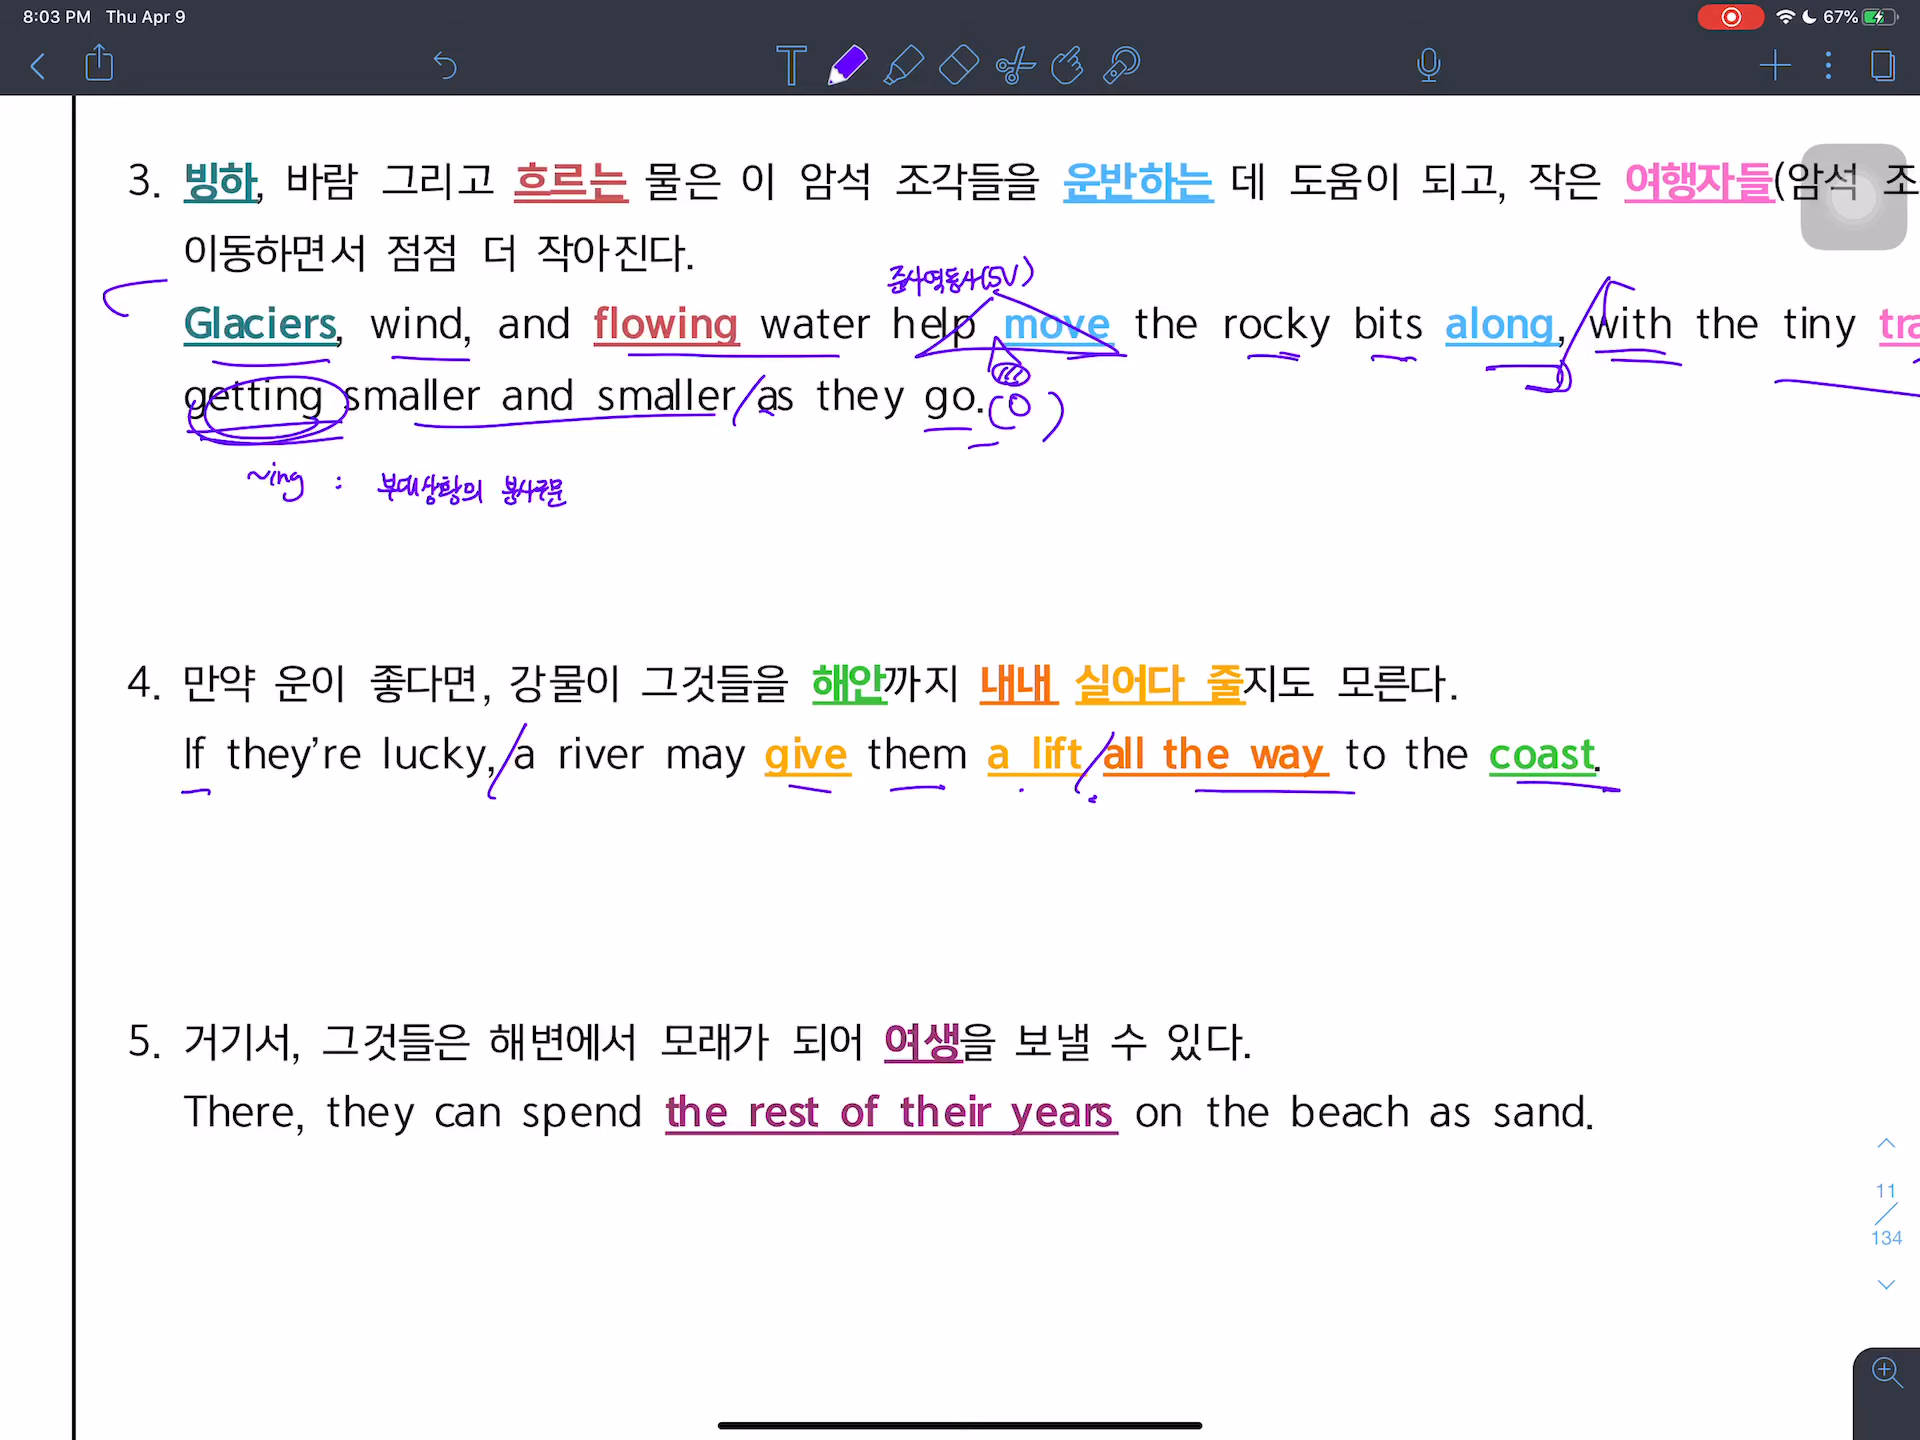 8:03 PM Thu Apr 9
67%
3. 빙하, 바람 그리고 흐르는 물은 이 암석 조각들을 운반하는 데 도움이 되고, 작은 여행자들(암석 조
이동하면서 점점 더 작아진다.
준사역동사(5V)
Glaciers, wind, and flowing water help move the rocky bits along, with the tiny tra
getting smaller and smaller as they go.
~ing : 부대상황의 분사구문
4. 만약 운이 좋다면, 강물이 그것들을 해안까지 내내 실어다 줄지도 모른다.
If they're lucky, a river may give them a lift all the way to the coast.
5. 거기서, 그것들은 해변에서 모래가 되어 여생을 보낼 수 있다.
There, they can spend the rest of their years on the beach as sand.
11
134